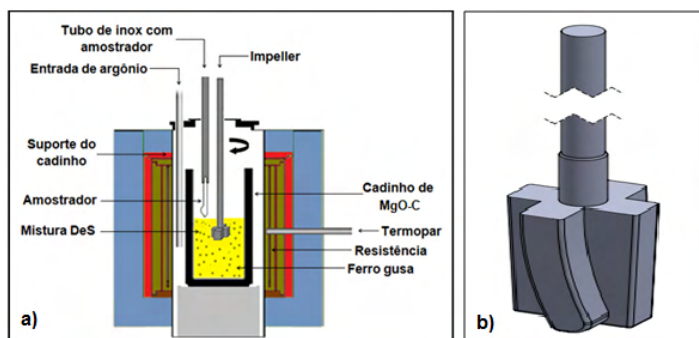 Tubo de inox com
amostrador
Impeller
Entrada de argônio
Suporte do
cadinho
Amostrador
Mistura DeS
Cadinho de
MgO-C
Termopar
Resistência
Ferro gusa
a)
b)